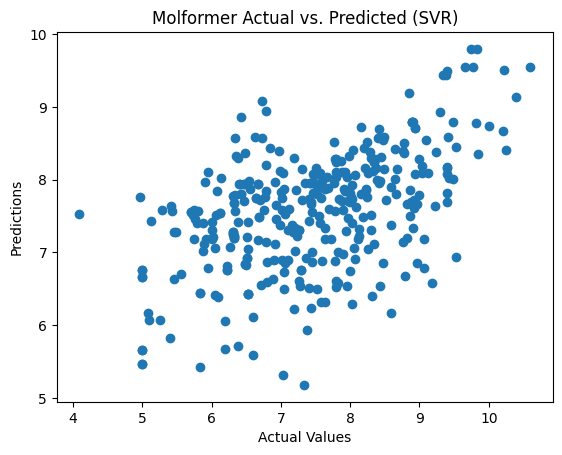 Molformer Actual vs. Predicted (SVR)
Predictions
10
9
8
7
6
5
4 5 6 7 8 9 10
Actual Values